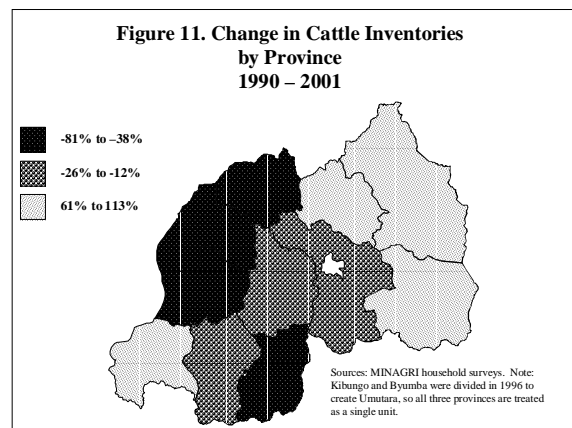 Figure 11. Change in Cattle Inventories
by Province
1990 – 2001
-81% to –38%
-26% to -12%
61% to 113%
Sources: MINAGRI household surveys. Note:
Kibungo and Byumba were divided in 1996 to
create Umutara, so all three provinces are treated
as a single unit.